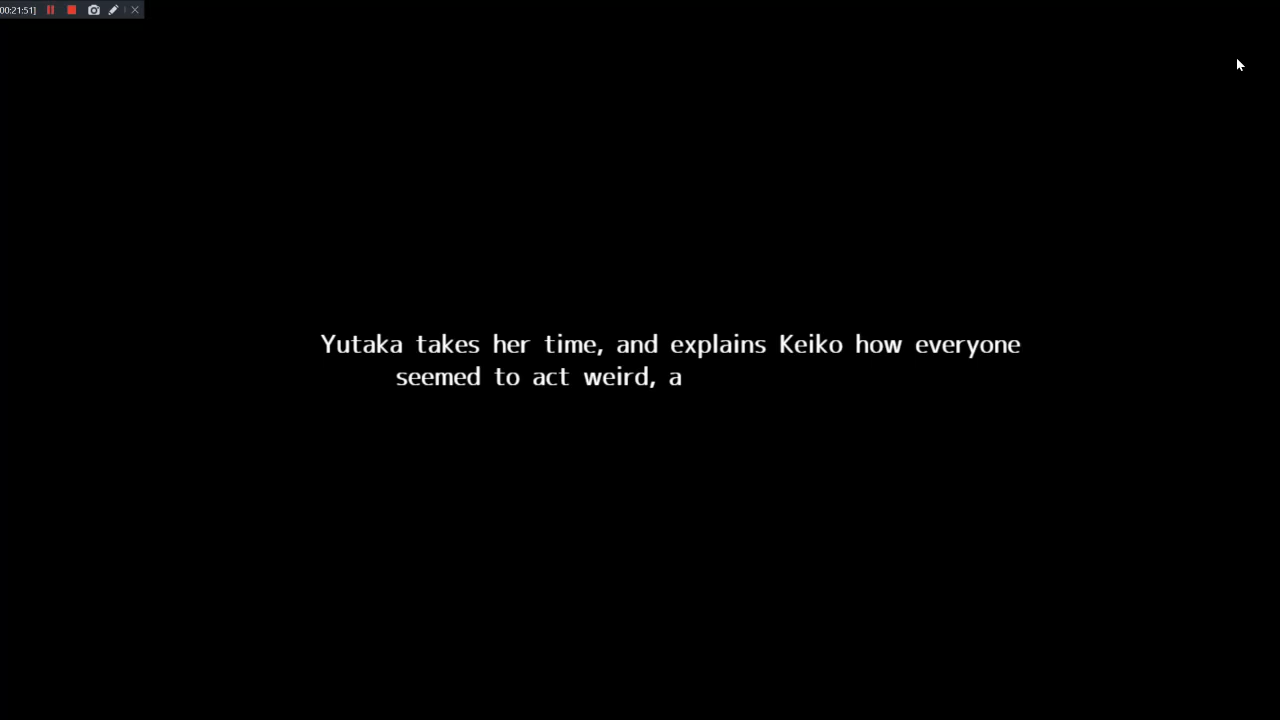 00:21:51]
Yutaka takes her time, and explains Keiko how everyone
seemed to act weird, a